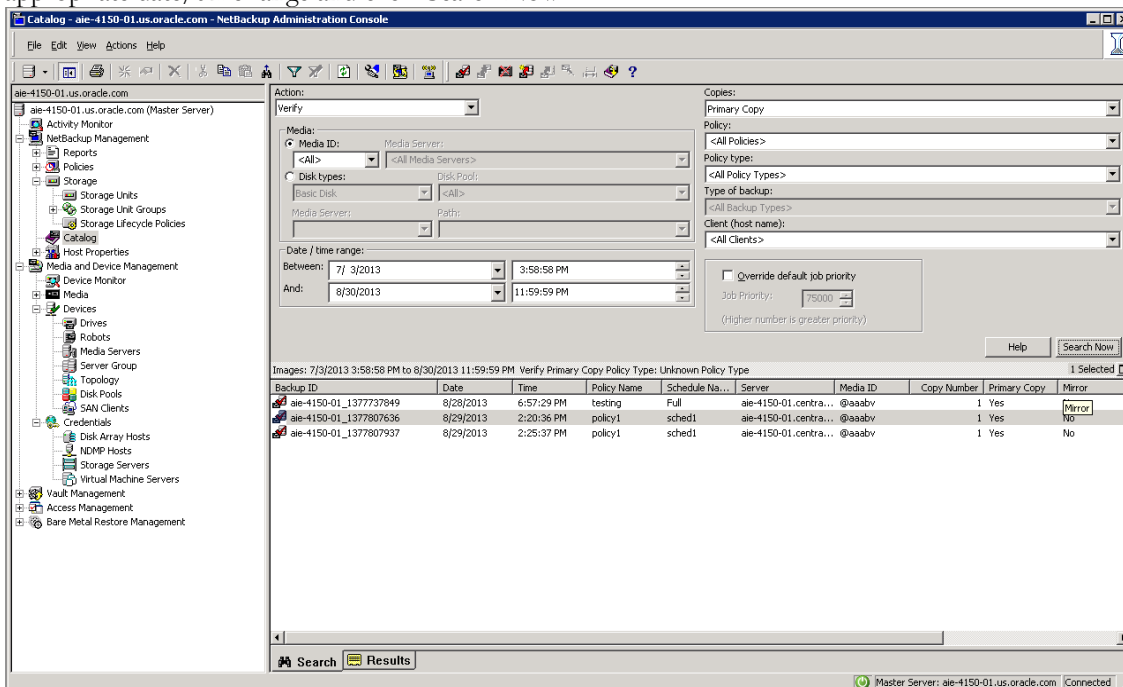 Catalog - aie-4150-01.us.oracle.com - NetBackup Administration Console
File Edit View Actions Help
aie-4150-01.us.oracle.com
aie-4150-01.us.oracle.com (Master Server)
Activity Monitor
NetBackup Management
Reports
Policies
Storage
Storage Units
Storage Unit Groups
Storage Lifecycle Policies
Catalog
Host Properties
Media and Device Management
Device Monitor
Media
Devices
Drives
Robots
Media Servers
Server Group
Topology
Disk Pools
SAN Clients
Credentials
Disk Array Hosts
NDMP Hosts
Storage Servers
Virtual Machine Servers
Vault Management
Access Management
Bare Metal Restore Management
Action:
Verify
Media:
Media ID: Media Server:
<All> <All Media Servers>
Disk types: Disk Pool:
Basic Disk <All>
Media Server: Path:
Date / time range:
Between: 7/ 3/2013 3:58:58 PM
And: 8/30/2013 11:59:59 PM
Copies:
Primary Copy
Policy:
<All Policies>
Policy type:
<All Policy Types>
Type of backup:
<All Backup Types>
Client (host name):
<All Clients>
Override default job priority
Job Priority: 75000
(Higher number is greater priority)
Help Search Now
Images: 7/3/2013 3:58:58 PM to 8/30/2013 11:59:59 PM Verify Primary Copy Policy Type: Unknown Policy Type 1 Selected
Backup ID Date Time Policy Name Schedule Na... Server Media ID Copy Number Primary Copy Mirror
aie-4150-01_1377737849 8/28/2013 6:57:29 PM testing Full aie-4150-01.centra... @aaabv 1 Yes
Mirror
aie-4150-01_1377807636 8/29/2013 2:20:36 PM policy1 sched1 aie-4150-01.centra... @aaabv 1 Yes No
aie-4150-01_1377807937 8/29/2013 2:25:37 PM policy1 sched1 aie-4150-01.centra... @aaabv 1 Yes No
Search Results
Master Server: aie-4150-01.us.oracle.com Connected